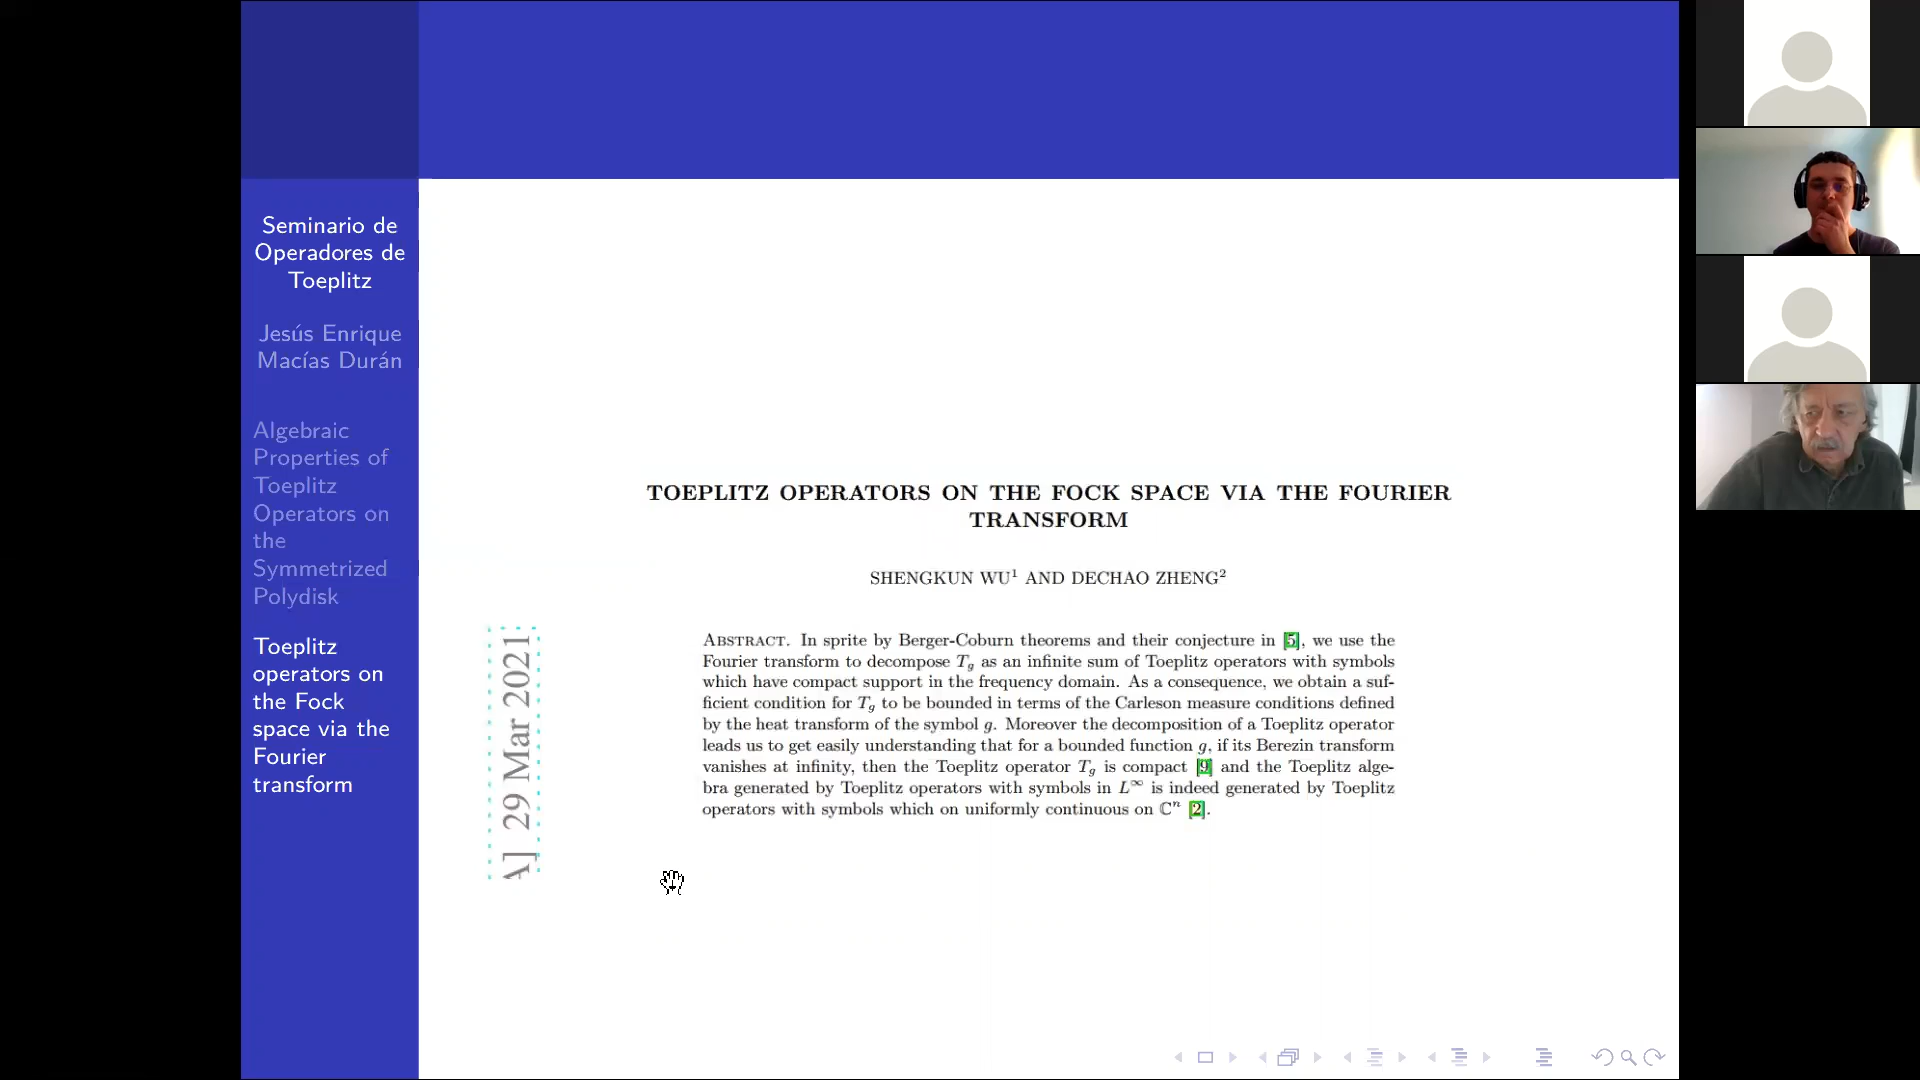 Seminario de
Operadores de
Toeplitz
Jesús Enrique
Macías Durán
Algebraic
Properties of
Toeplitz
Operators on
the
Symmetrized
Polydisk
Toeplitz
operators on
the Fock
space via the
Fourier
transform
TOEPLITZ OPERATORS ON THE FOCK SPACE VIA THE FOURIER
TRANSFORM
SHENGKUN WU¹ AND DECHAO ZHENG²
ABSTRACT. In sprite by Berger-Coburn theorems and their conjecture in [5], we use the
Fourier transform to decompose T_g as an infinite sum of Toeplitz operators with symbols
which have compact support in the frequency domain. As a consequence, we obtain a suf-
ficient condition for T_g to be bounded in terms of the Carleson measure conditions defined
by the heat transform of the symbol g. Moreover the decomposition of a Toeplitz operator
leads us to get easily understanding that for a bounded function g, if its Berezin transform
vanishes at infinity, then the Toeplitz operator T_g is compact [9] and the Toeplitz alge-
bra generated by Toeplitz operators with symbols in L^∞ is indeed generated by Toeplitz
operators with symbols which on uniformly continuous on ℂⁿ [2].
A] 29 Mar 2021